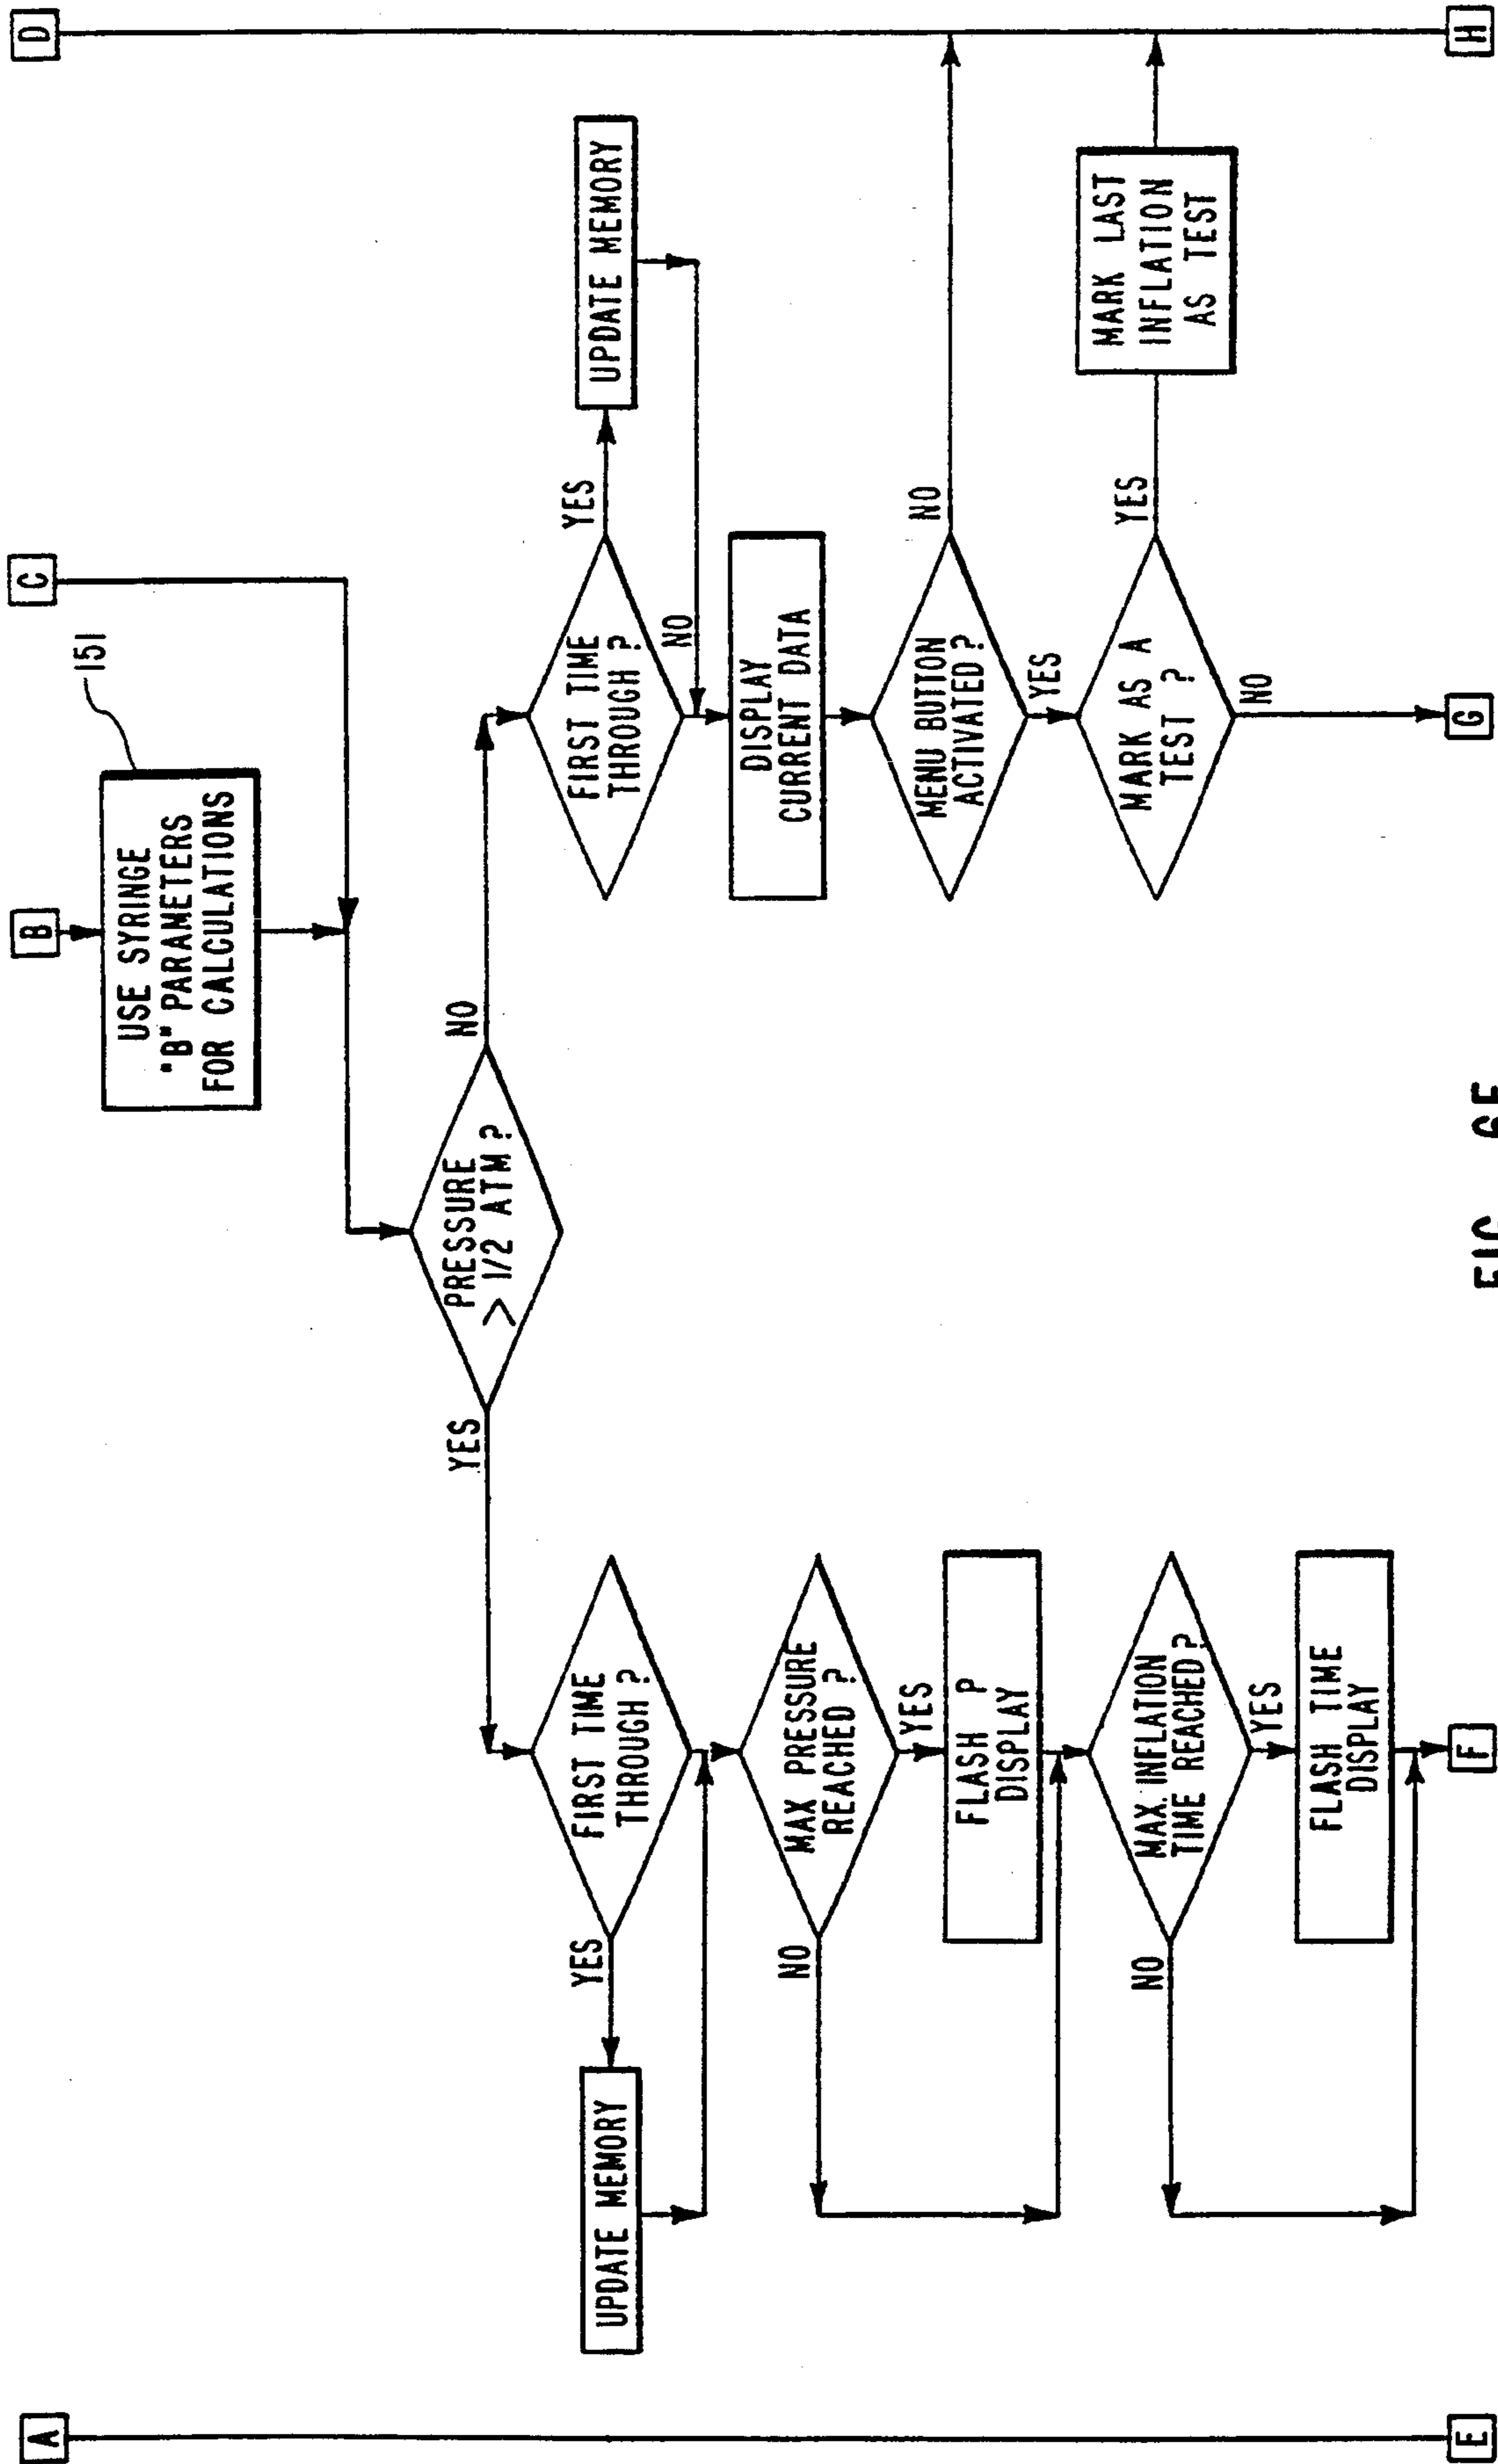 A
B
C
D
USE SYRINGE
"B" PARAMETERS
FOR CALCULATIONS
151
PRESSURE
> 1/2 ATM ?
YES
NO
FIRST TIME
THROUGH ?
YES
UPDATE MEMORY
MAX PRESSURE
REACHED ?
NO
YES
FLASH P
DISPLAY
MAX. INFLATION
TIME REACHED ?
NO
YES
FLASH TIME
DISPLAY
FIRST TIME
THROUGH ?
YES
UPDATE MEMORY
NO
DISPLAY
CURRENT DATA
MENU BUTTON
ACTIVATED ?
NO
YES
MARK AS A
TEST ?
YES
MARK LAST
INFLATION
AS TEST
NO
E
F
G
H
FIG.